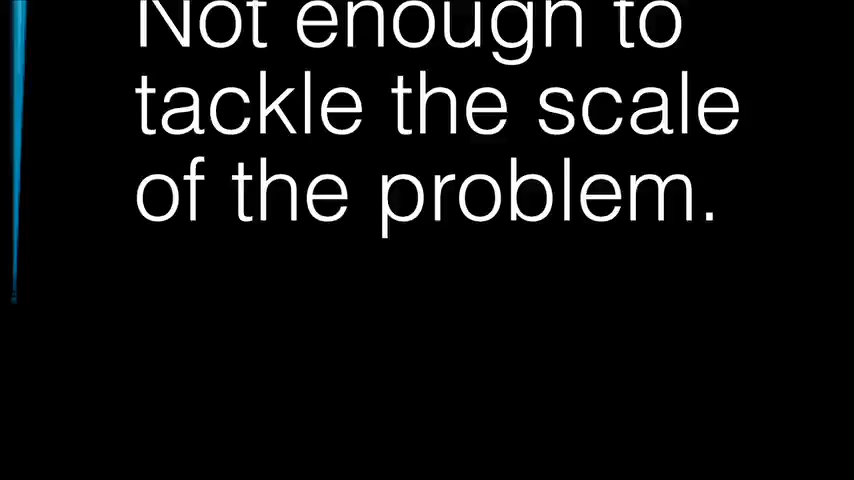 Not enough to
tackle the scale
of the problem.